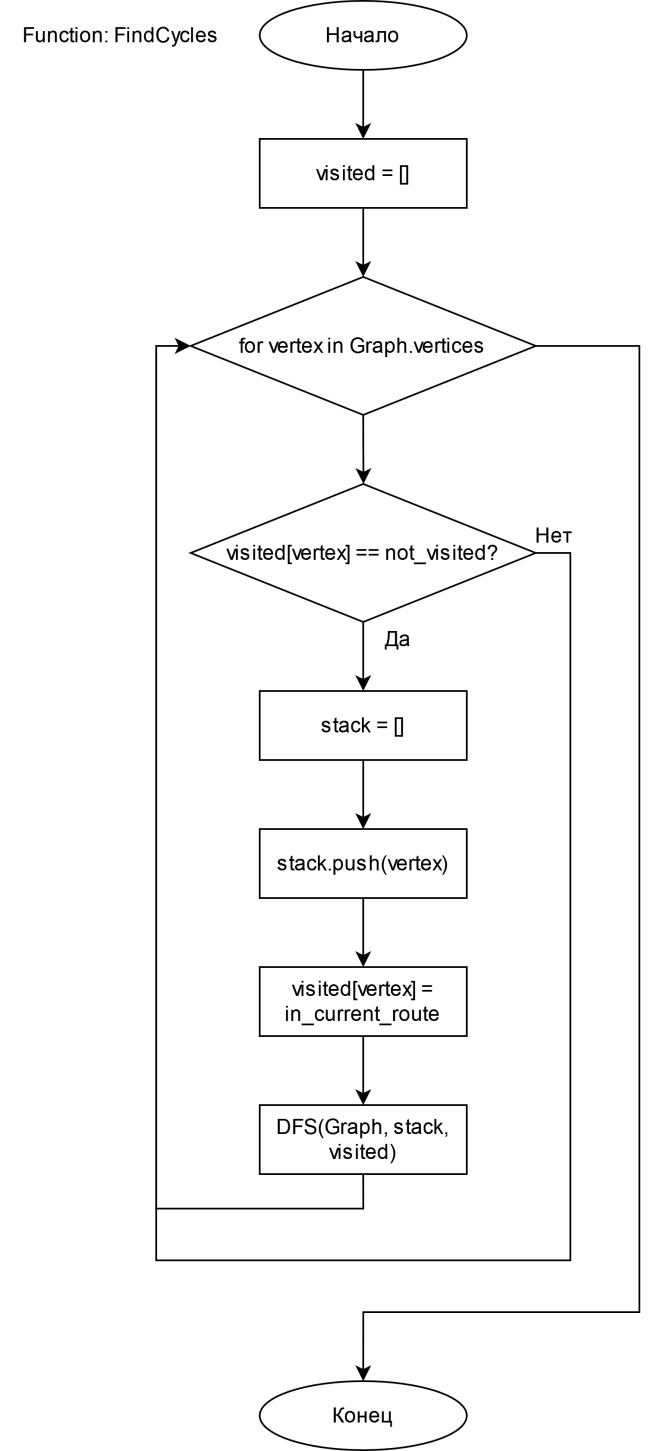 Function: FindCycles
Начало
visited = []
for vertex in Graph.vertices
visited[vertex] == not_visited?
Нет
Да
stack = []
stack.push(vertex)
visited[vertex] =
in_current_route
DFS(Graph, stack,
visited)
Конец